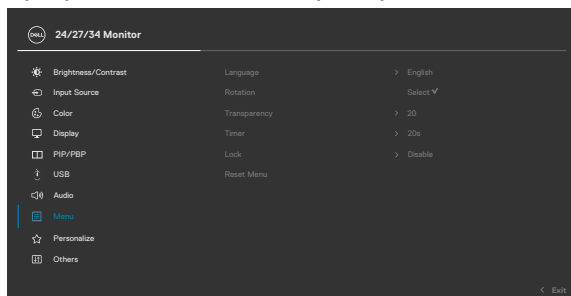 DELL 24/27/34 Monitor
Brightness/Contrast Language > English
Input Source Rotation Select
Color Transparency > 20
Display Timer > 20s
PIP/PBP Lock > Disable
USB Reset Menu
Audio
Menu
Personalize
Others
< Exit